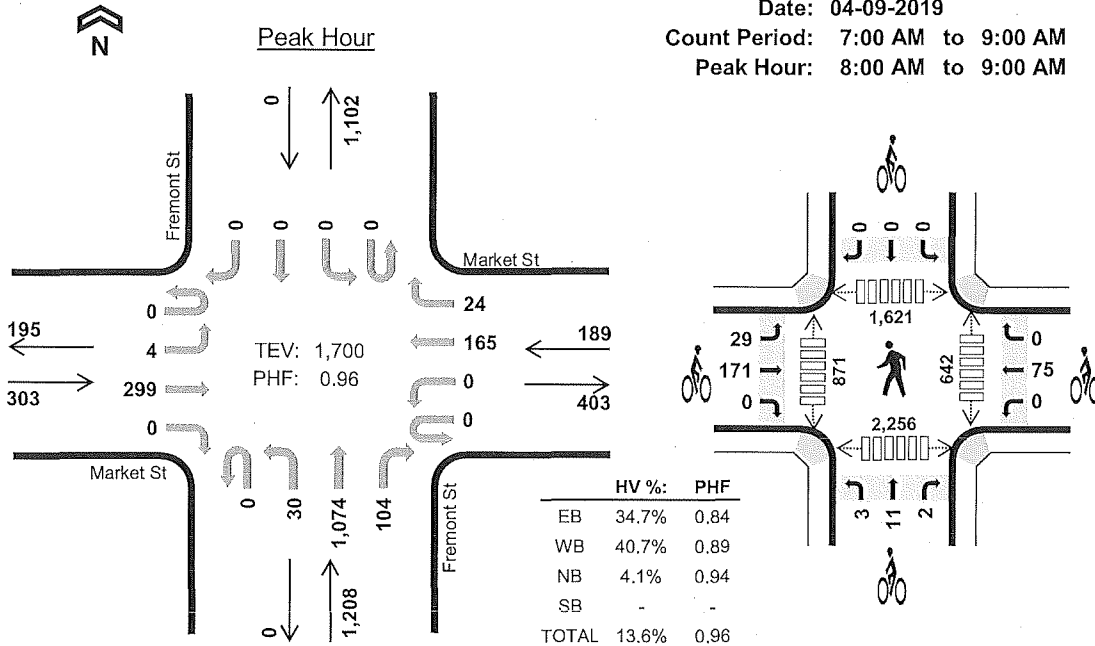 N
Peak Hour
Date: 04-09-2019
Count Period: 7:00 AM to 9:00 AM
Peak Hour: 8:00 AM to 9:00 AM
0
1,102
Fremont St
0
0
0
0
Market St
0
4
299
0
195
303
TEV: 1,700
PHF: 0.96
24
165
0
0
189
403
Market St
0
30
1,074
104
Fremont St
0
1,208
0
0
0
1,621
29
171
0
871
642
0
75
0
2,256
3
11
2
HV %: PHF
EB 34.7% 0.84
WB 40.7% 0.89
NB 4.1% 0.94
SB - -
TOTAL 13.6% 0.96